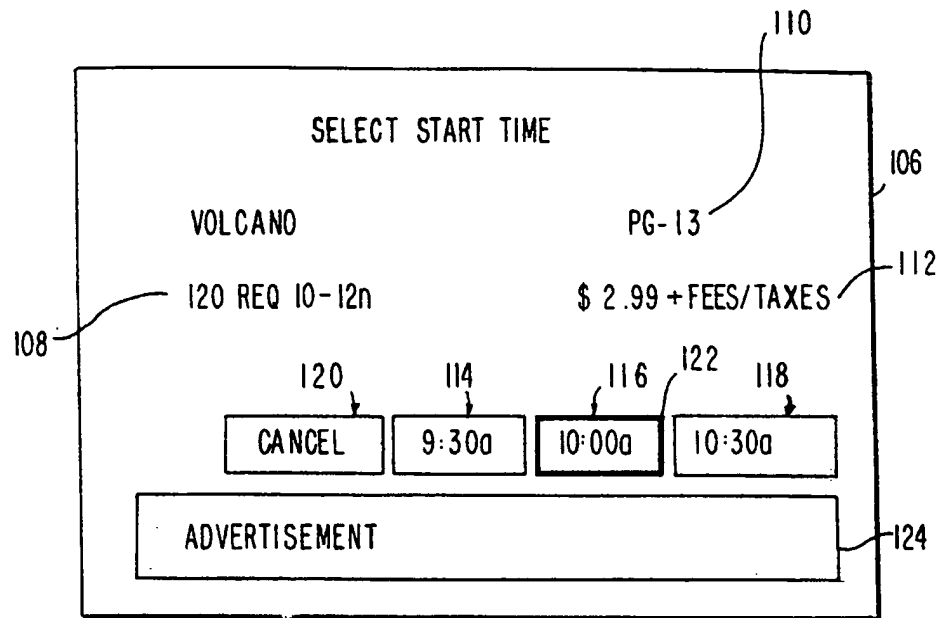 110
SELECT START TIME
106
VOLCANO PG-13
112
120 REQ 10-12n $ 2.99 +FEES/TAXES
108
120 114 116 122 118
CANCEL 9:30a 10:00a 10:30a
ADVERTISEMENT
124